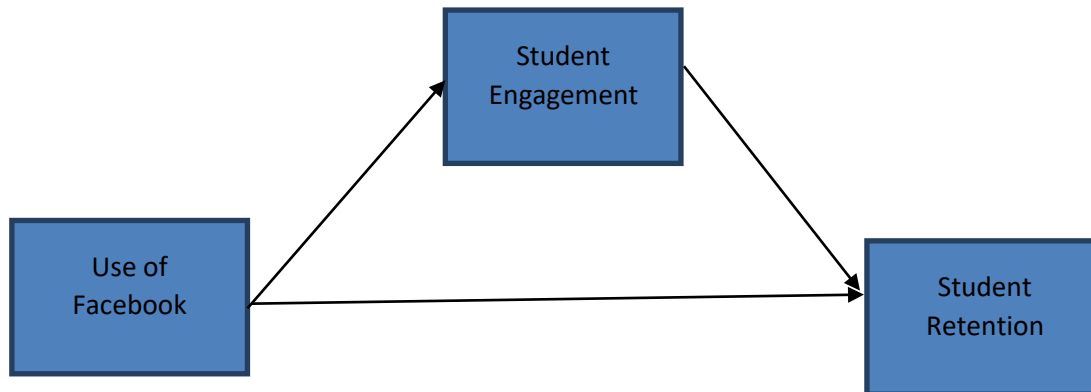 Student
Engagement
Use of
Facebook
Student
Retention